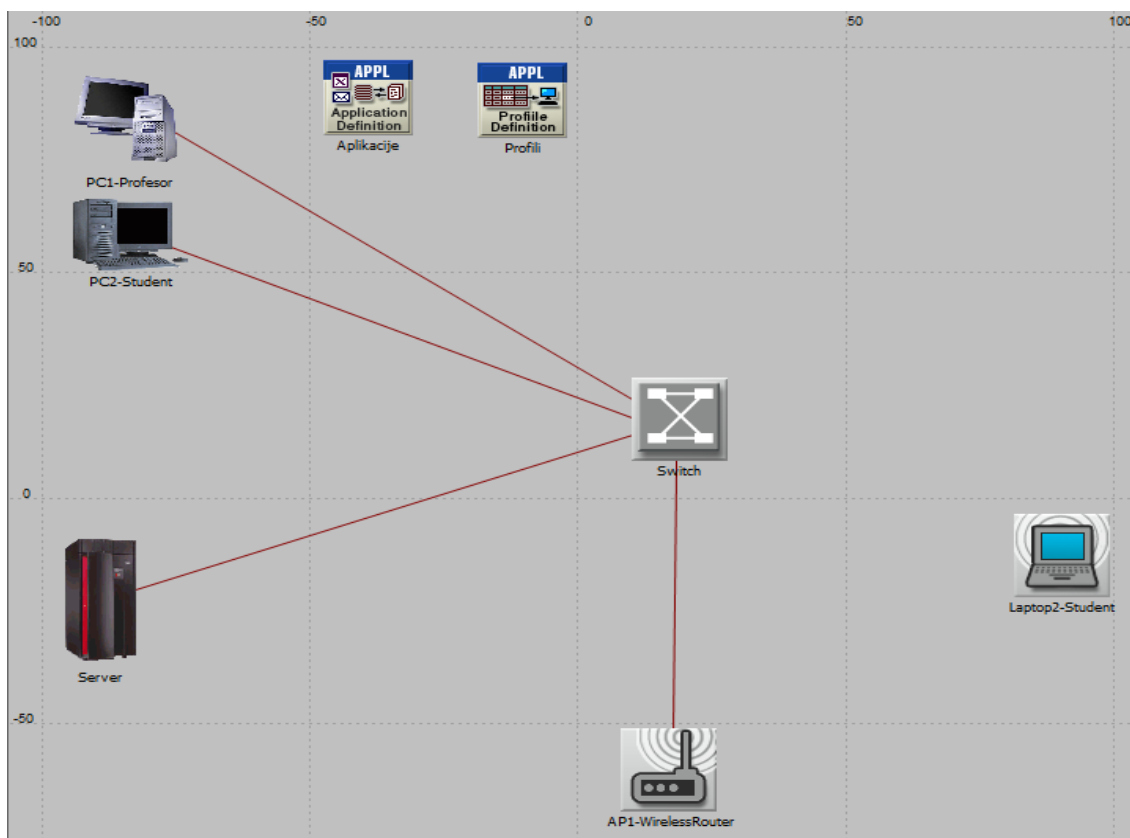 -100 -50 0 50 100
100
APPL
Application
Definition
Aplikacije
APPL
Profiile
Definition
Profili
PC1-Profesor
50
PC2-Student
Switch
0
Laptop2-Student
Server
-50
AP1-WirelessRouter